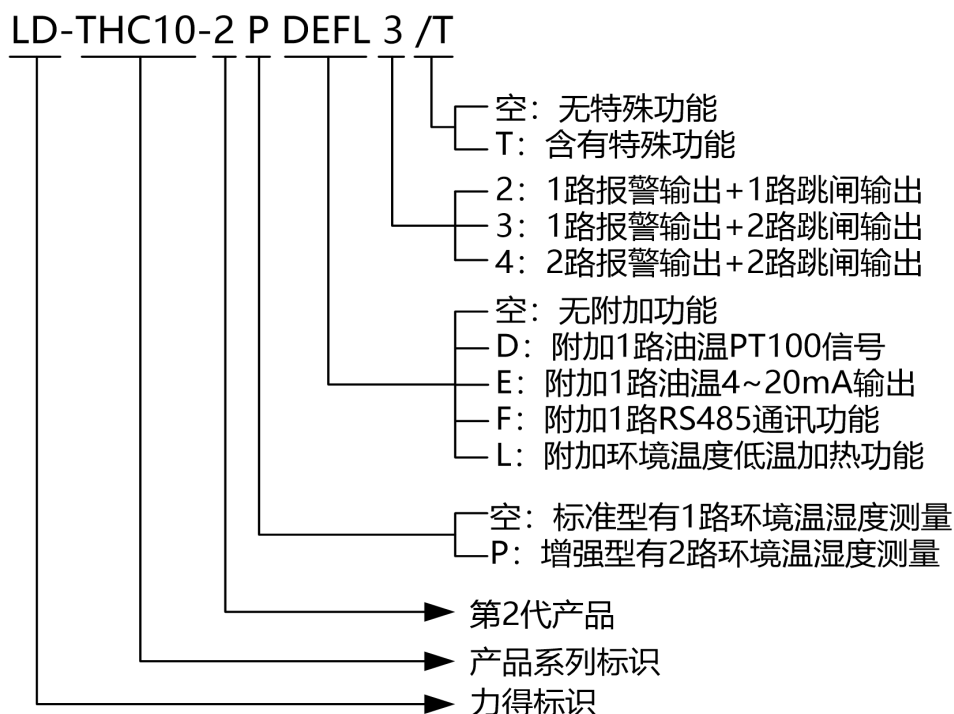 LD-THC10-2 P DEFL 3 /T
空：无特殊功能
T：含有特殊功能
2：1路报警输出+1路跳闸输出
3：1路报警输出+2路跳闸输出
4：2路报警输出+2路跳闸输出
空：无附加功能
D：附加1路油温PT100信号
E：附加1路油温4~20mA输出
F：附加1路RS485通讯功能
L：附加环境温度低温加热功能
空：标准型有1路环境温湿度测量
P：增强型有2路环境温湿度测量
第2代产品
产品系列标识
力得标识